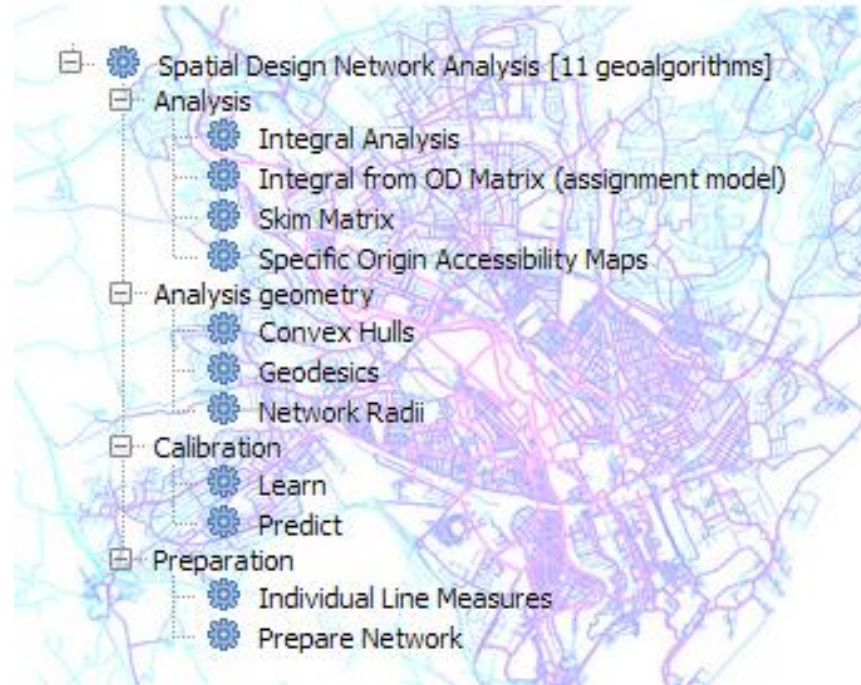 Spatial Design Network Analysis [11 geoalgorithms]
Analysis
Integral Analysis
Integral from OD Matrix (assignment model)
Skim Matrix
Specific Origin Accessibility Maps
Analysis geometry
Convex Hulls
Geodesics
Network Radii
Calibration
Learn
Predict
Preparation
Individual Line Measures
Prepare Network